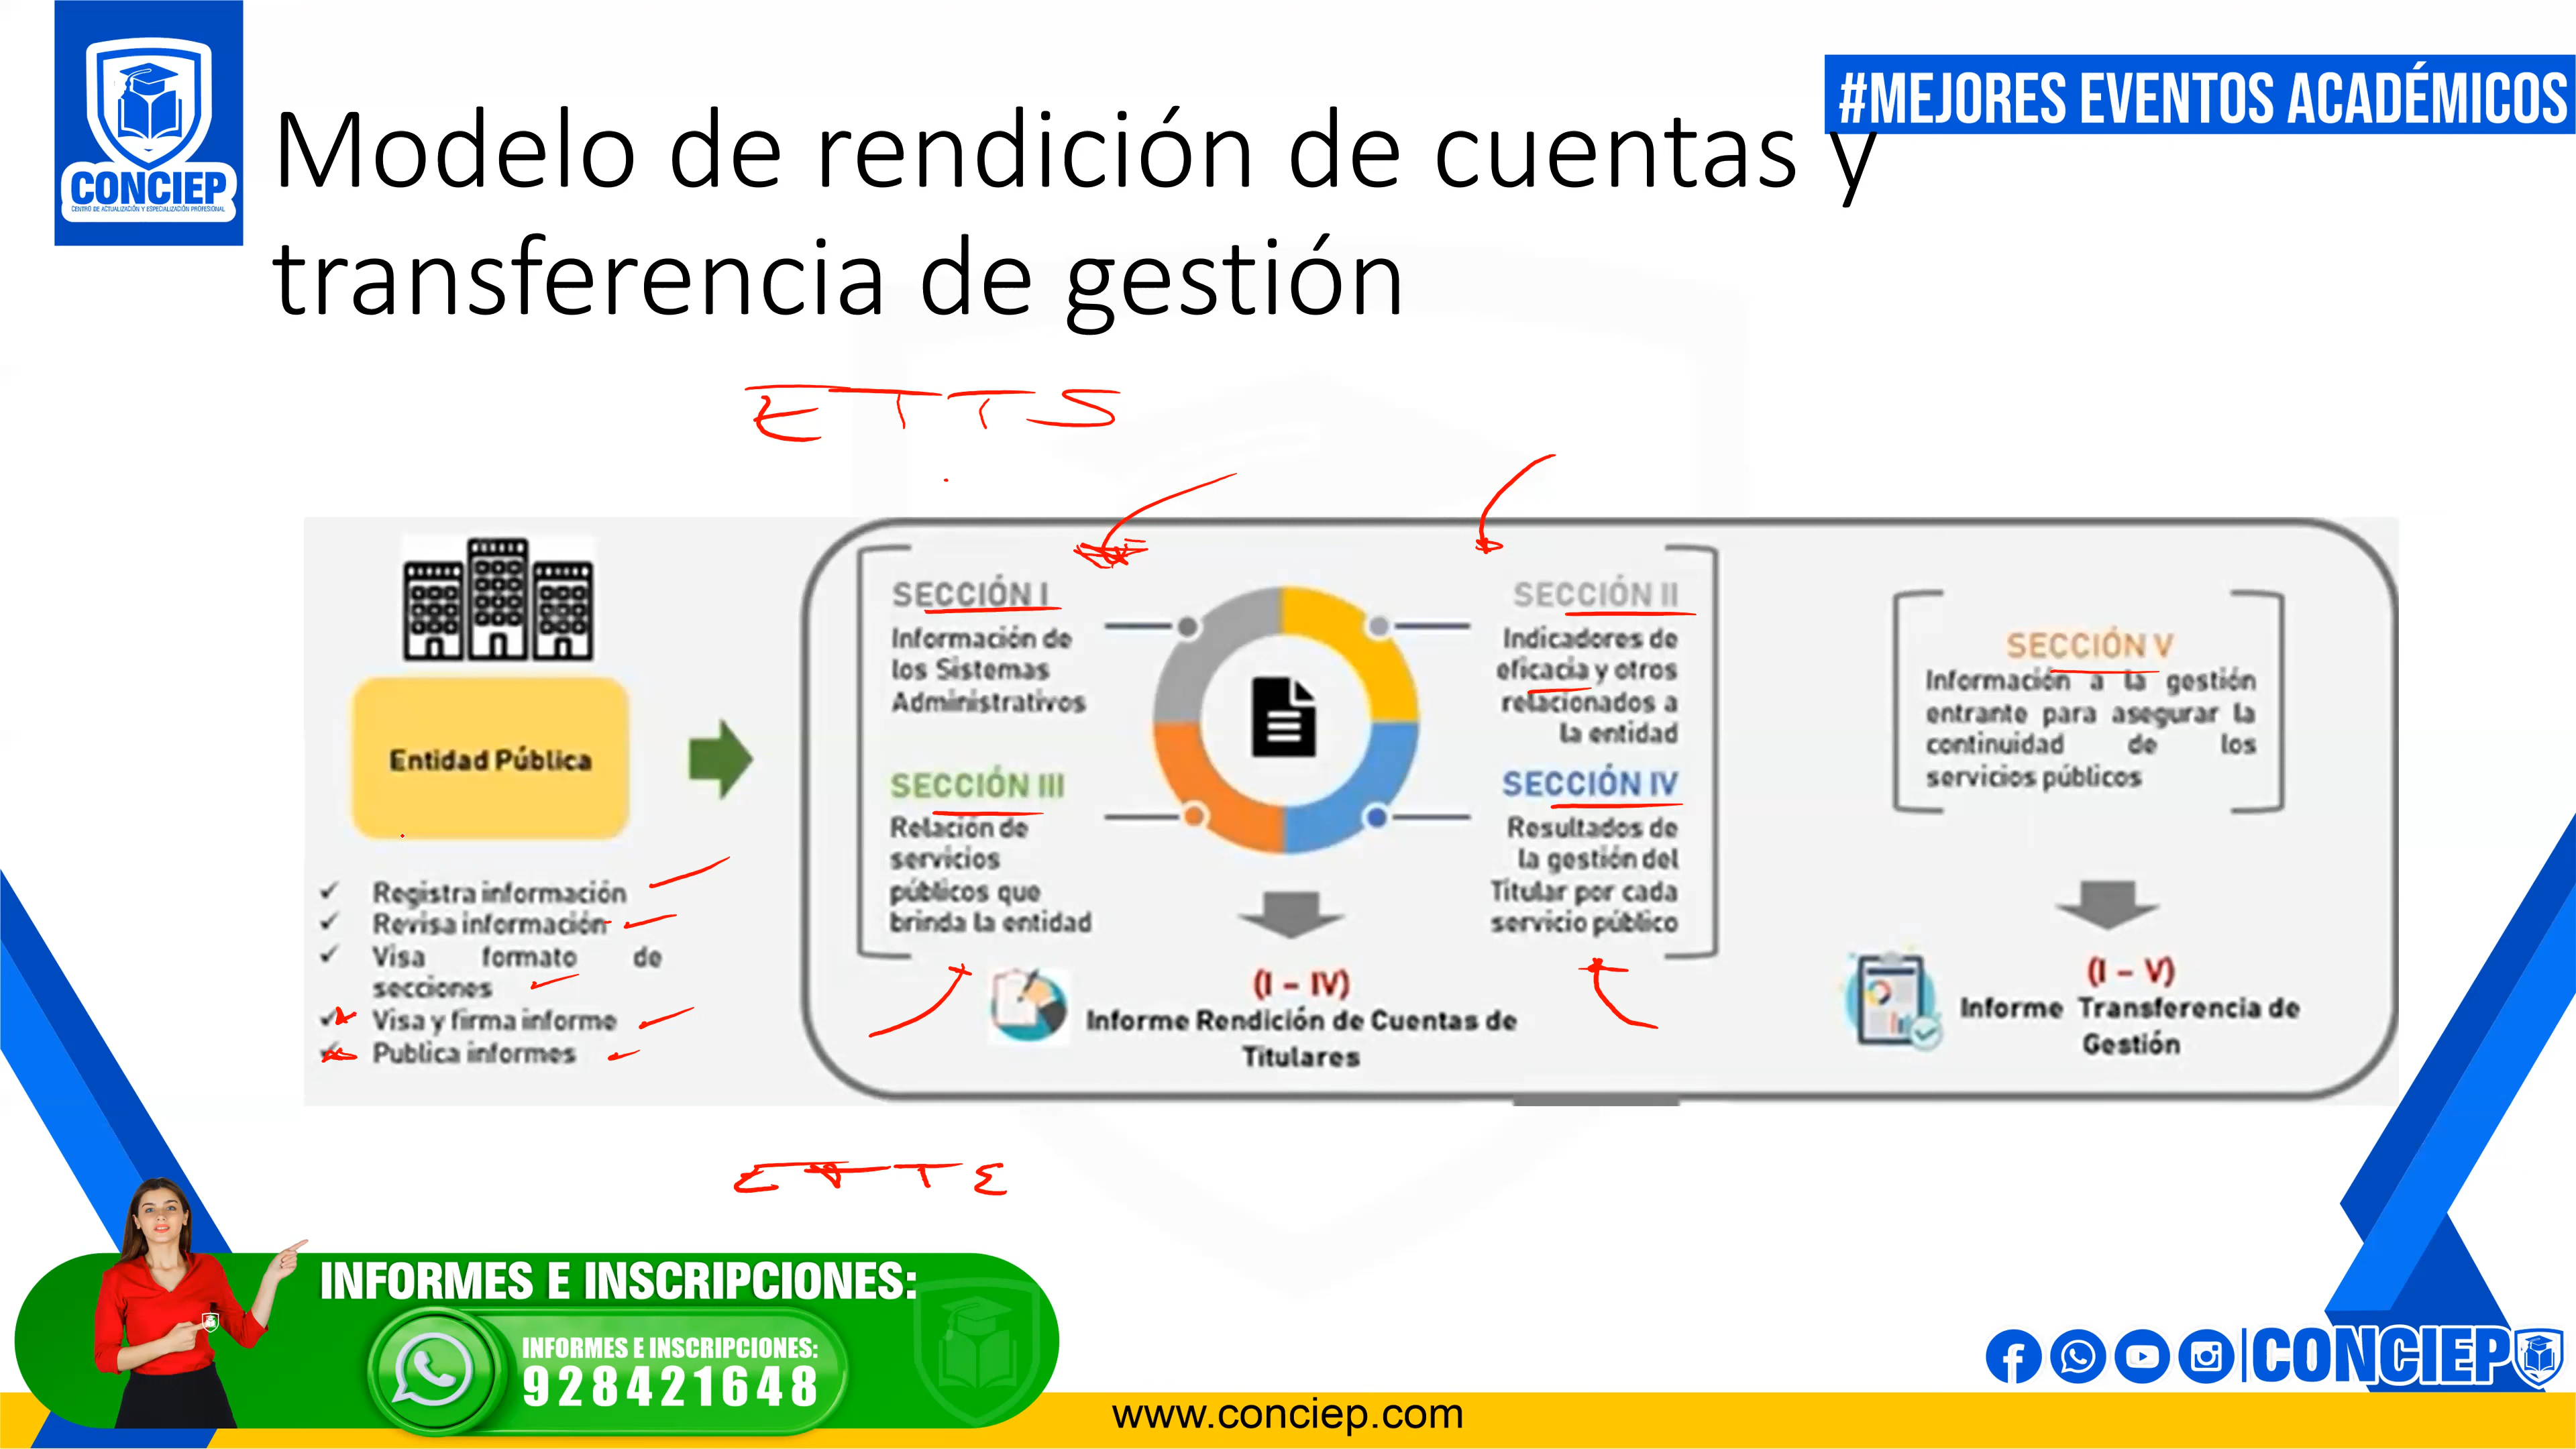 #MEJORES EVENTOS ACADÉMICOS
CONCIEP
CENTRO DE ACTUALIZACIÓN Y ESPECIALIZACIÓN PROFESIONAL
Modelo de rendición de cuentas y
transferencia de gestión
ETTS
Entidad Pública
✓ Registra información
✓ Revisa información
✓ Visa formato de
secciones
✓ Visa y firma informe
✓ Publica informes
SECCIÓN I
Información de
los Sistemas
Administrativos
SECCIÓN II
Indicadores de
eficacia y otros
relacionados a
la entidad
SECCIÓN III
Relación de
servicios
públicos que
brinda la entidad
SECCIÓN IV
Resultados de
la gestión del
Titular por cada
servicio público
(I – IV)
Informe Rendición de Cuentas de
Titulares
SECCIÓN V
Información a la gestión
entrante para asegurar la
continuidad de los
servicios públicos
(I – V)
Informe Transferencia de
Gestión
ETTE
INFORMES E INSCRIPCIONES:
INFORMES E INSCRIPCIONES:
928421648
www.conciep.com
CONCIEP